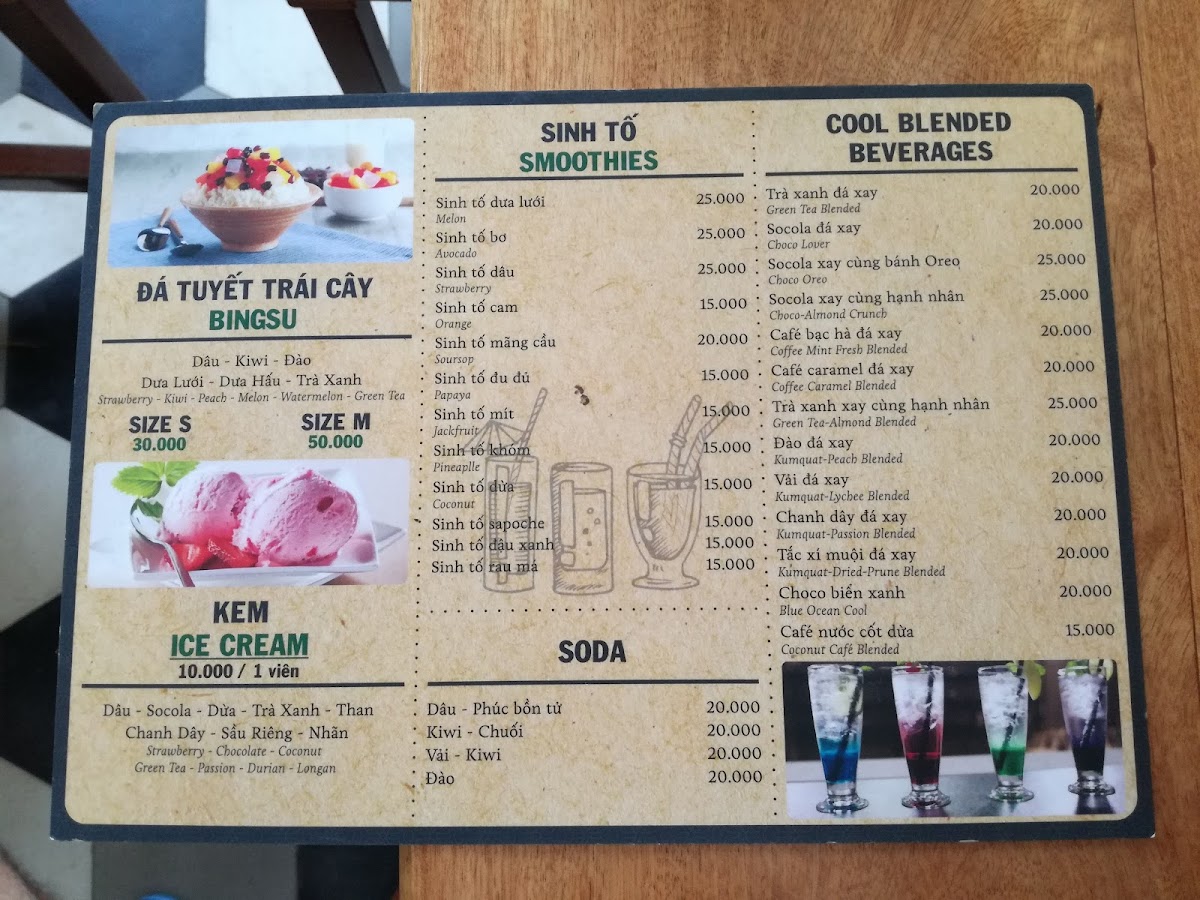 ĐÁ TUYẾT TRÁI CÂY
BINGSU
Dâu - Kiwi - Đào
Dưa Lưới - Dưa Hấu - Trà Xanh
Strawberry - Kiwi - Peach - Melon - Watermelon - Green Tea
SIZE S SIZE M
30.000 50.000
KEM
ICE CREAM
10.000 / 1 viên
Dâu - Socola - Dừa - Trà Xanh - Than
Chanh Dây - Sầu Riêng - Nhãn
Strawberry - Chocolate - Coconut
Green Tea - Passion - Durian - Longan
SINH TỐ
SMOOTHIES
Sinh tố dưa lưới 25.000
Melon
Sinh tố bơ 25.000
Avocado
Sinh tố dâu 25.000
Strawberry
Sinh tố cam 15.000
Orange
Sinh tố mãng cầu 20.000
Soursop
Sinh tố đu đủ 15.000
Papaya
Sinh tố mít 15.000
Jackfruit
Sinh tố khóm 15.000
Pineaplle
Sinh tố dừa 15.000
Coconut
Sinh tố sapoche 15.000
Sinh tố đậu xanh 15.000
Sinh tố rau má 15.000
SODA
Dâu - Phúc bồn tử 20.000
Kiwi - Chuối 20.000
Vải - Kiwi 20.000
Đào 20.000
COOL BLENDED
BEVERAGES
Trà xanh đá xay 20.000
Green Tea Blended
Socola đá xay 20.000
Choco Lover
Socola xay cùng bánh Oreo 25.000
Choco Oreo
Socola xay cùng hạnh nhân 25.000
Choco-Almond Crunch
Café bạc hà đá xay 20.000
Coffee Mint Fresh Blended
Café caramel đá xay 20.000
Coffee Caramel Blended
Trà xanh xay cùng hạnh nhân 25.000
Green Tea-Almond Blended
Đào đá xay 20.000
Kumquat-Peach Blended
Vải đá xay 20.000
Kumquat-Lychee Blended
Chanh dây đá xay 20.000
Kumquat-Passion Blended
Tắc xí muội đá xay 20.000
Kumquat-Dried-Prune Blended
Choco biển xanh 20.000
Blue Ocean Cool
Café nước cốt dừa 15.000
Coconut Café Blended